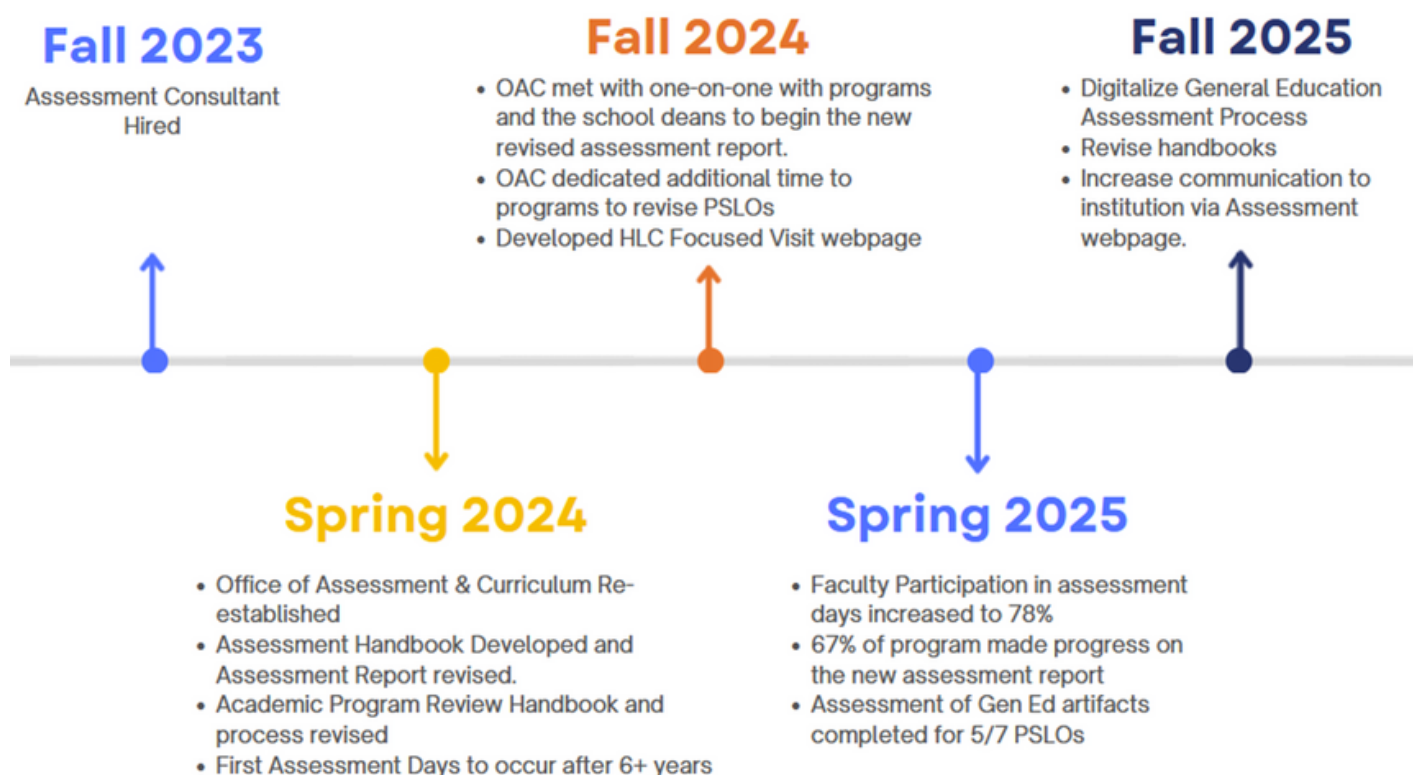 Fall 2023
Assessment Consultant
Hired
Fall 2024
• OAC met with one-on-one with programs
and the school deans to begin the new
revised assessment report.
• OAC dedicated additional time to
programs to revise PSLOs
• Developed HLC Focused Visit webpage
Fall 2025
• Digitalize General Education
Assessment Process
• Revise handbooks
• Increase communication to
institution via Assessment
webpage.
Spring 2024
• Office of Assessment & Curriculum Re-
established
• Assessment Handbook Developed and
Assessment Report revised.
• Academic Program Review Handbook and
process revised
• First Assessment Days to occur after 6+ years
Spring 2025
• Faculty Participation in assessment
days increased to 78%
• 67% of program made progress on
the new assessment report
• Assessment of Gen Ed artifacts
completed for 5/7 PSLOs